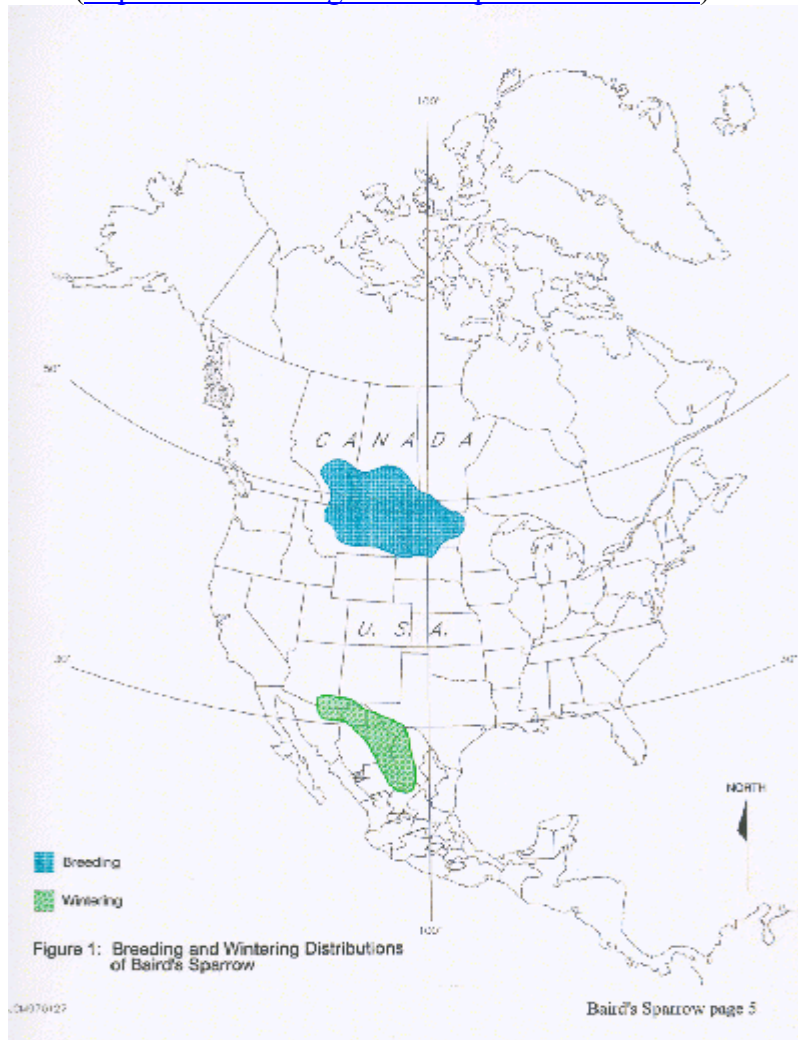 100°
50°
CANADA
U. S. A.
30°
30°
NORTH
Breeding
Wintering
100°
Figure 1: Breeding and Wintering Distributions
of Baird's Sparrow
Baird's Sparrow page 5